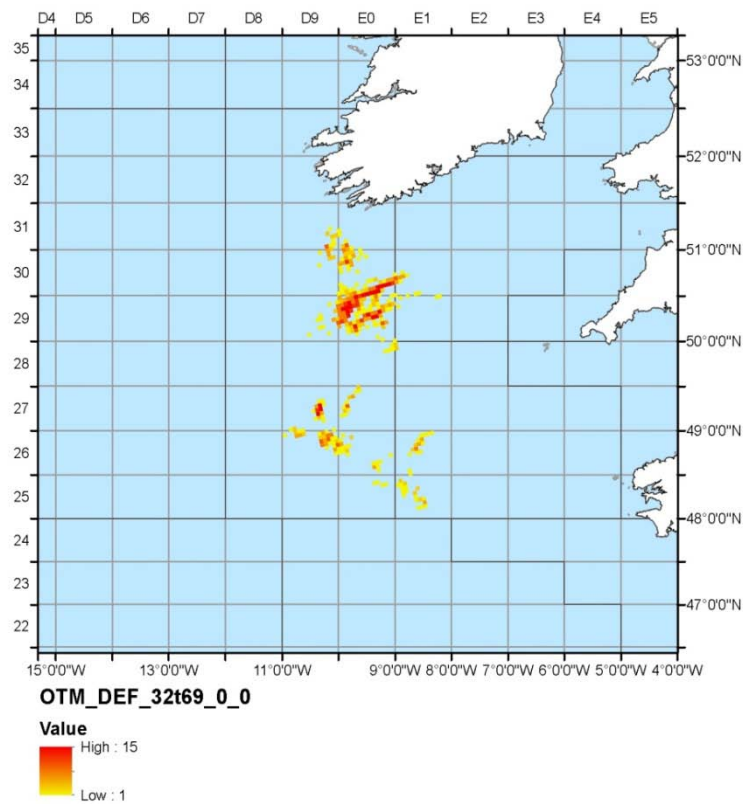 D4 D5 D6 D7 D8 D9 E0 E1 E2 E3 E4 E5
35
53°0'0"N
34
33
52°0'0"N
32
31
51°0'0"N
30
29
50°0'0"N
28
27
49°0'0"N
26
25
48°0'0"N
24
23
47°0'0"N
22
15°0'0"W 13°0'0"W 11°0'0"W 9°0'0"W 8°0'0"W 7°0'0"W 6°0'0"W 5°0'0"W 4°0'0"W
OTM_DEF_32t69_0_0
Value
High : 15
Low : 1